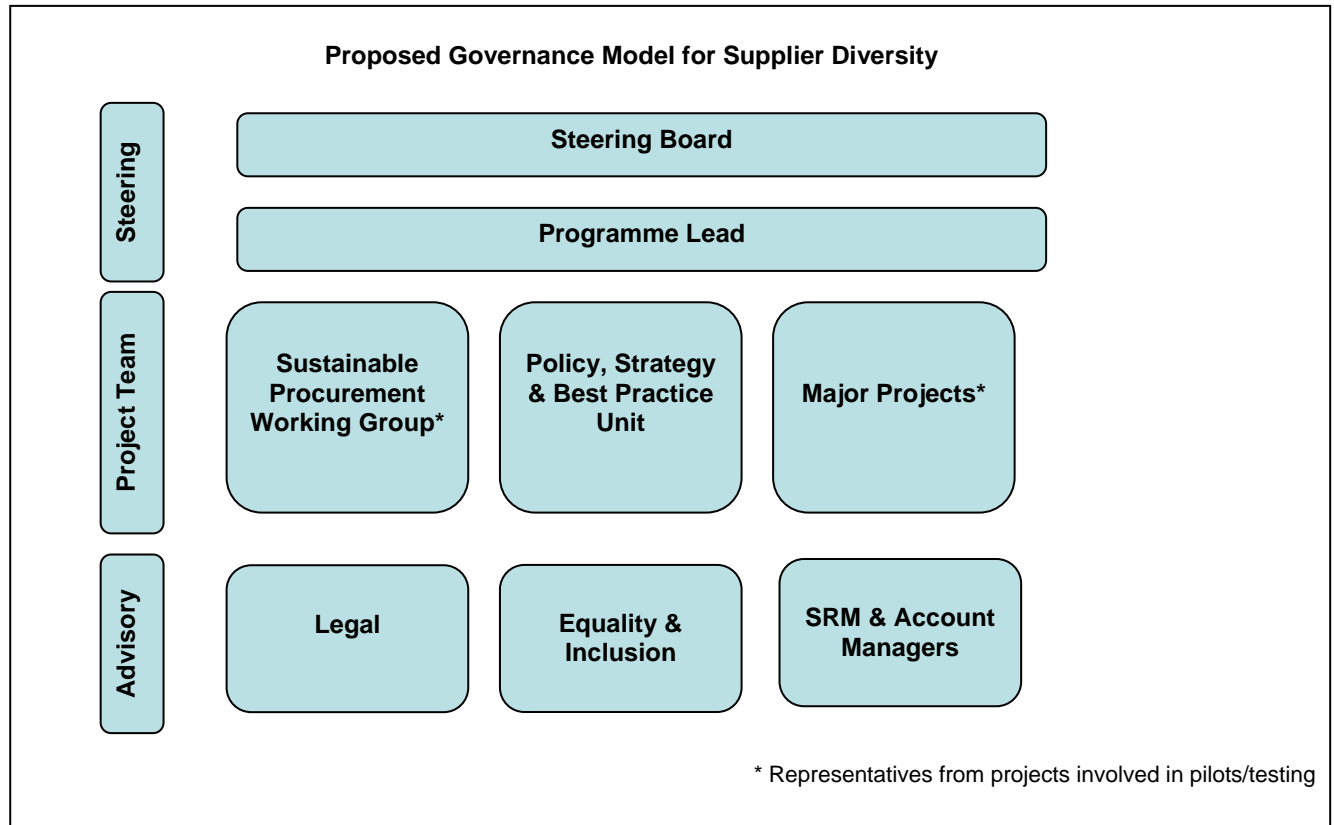 Proposed Governance Model for Supplier Diversity
Steering
Steering Board
Programme Lead
Project Team
Sustainable
Procurement
Working Group*
Policy, Strategy
& Best Practice
Unit
Major Projects*
Advisory
Legal
Equality &
Inclusion
SRM & Account
Managers
* Representatives from projects involved in pilots/testing